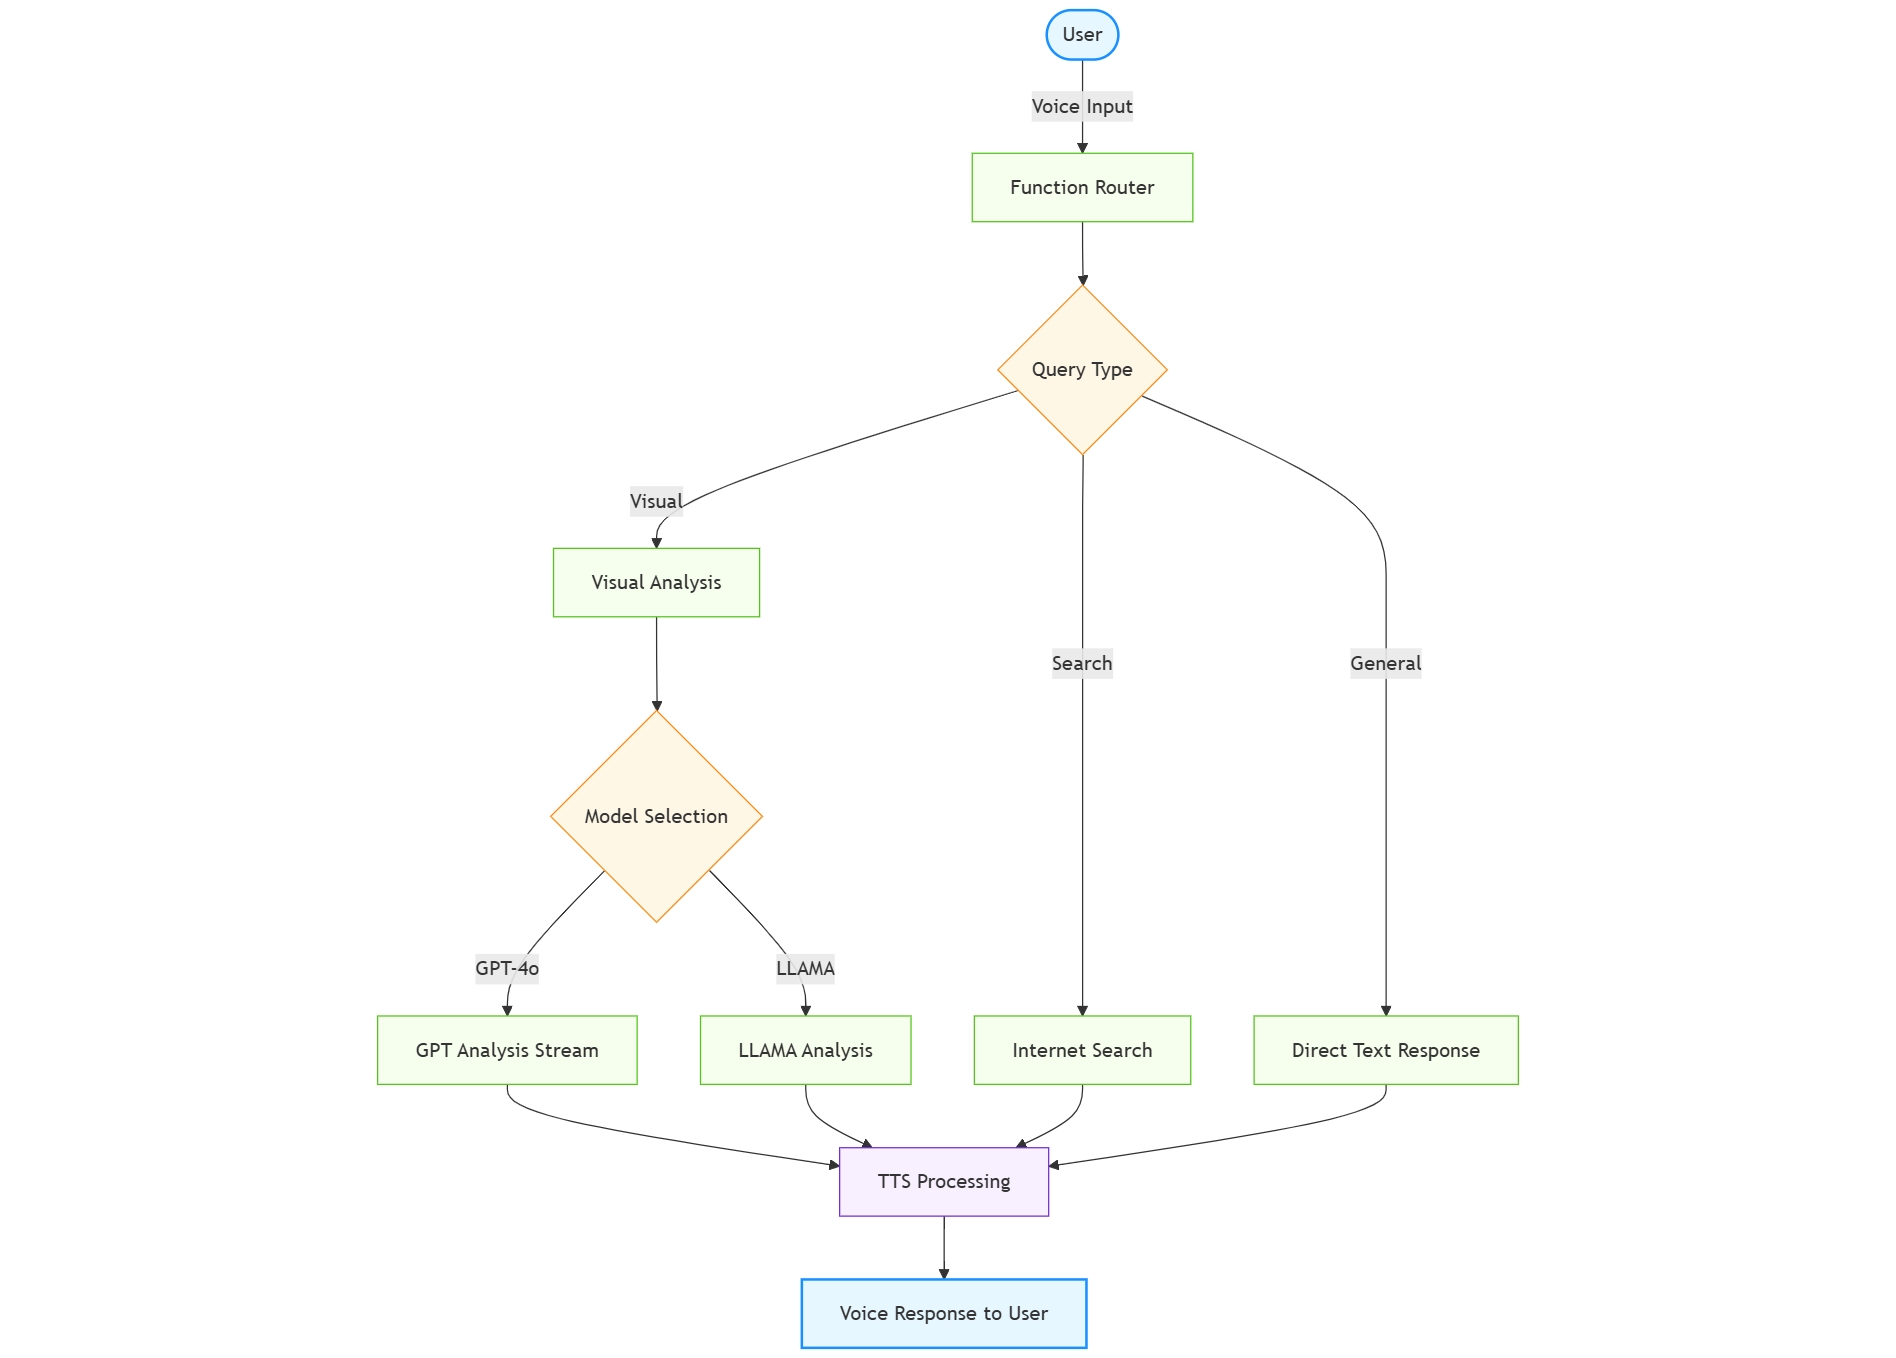 User
Voice Input
Function Router
Query Type
Visual
Visual Analysis
Search
General
Model Selection
GPT-4o
LLAMA
GPT Analysis Stream
LLAMA Analysis
Internet Search
Direct Text Response
TTS Processing
Voice Response to User